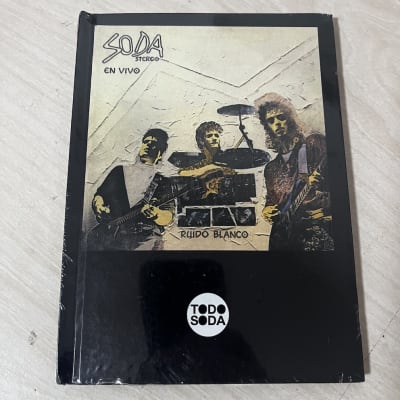 SODA
STEREO
EN VIVO
RUIDO BLANCO
TODO
SODA